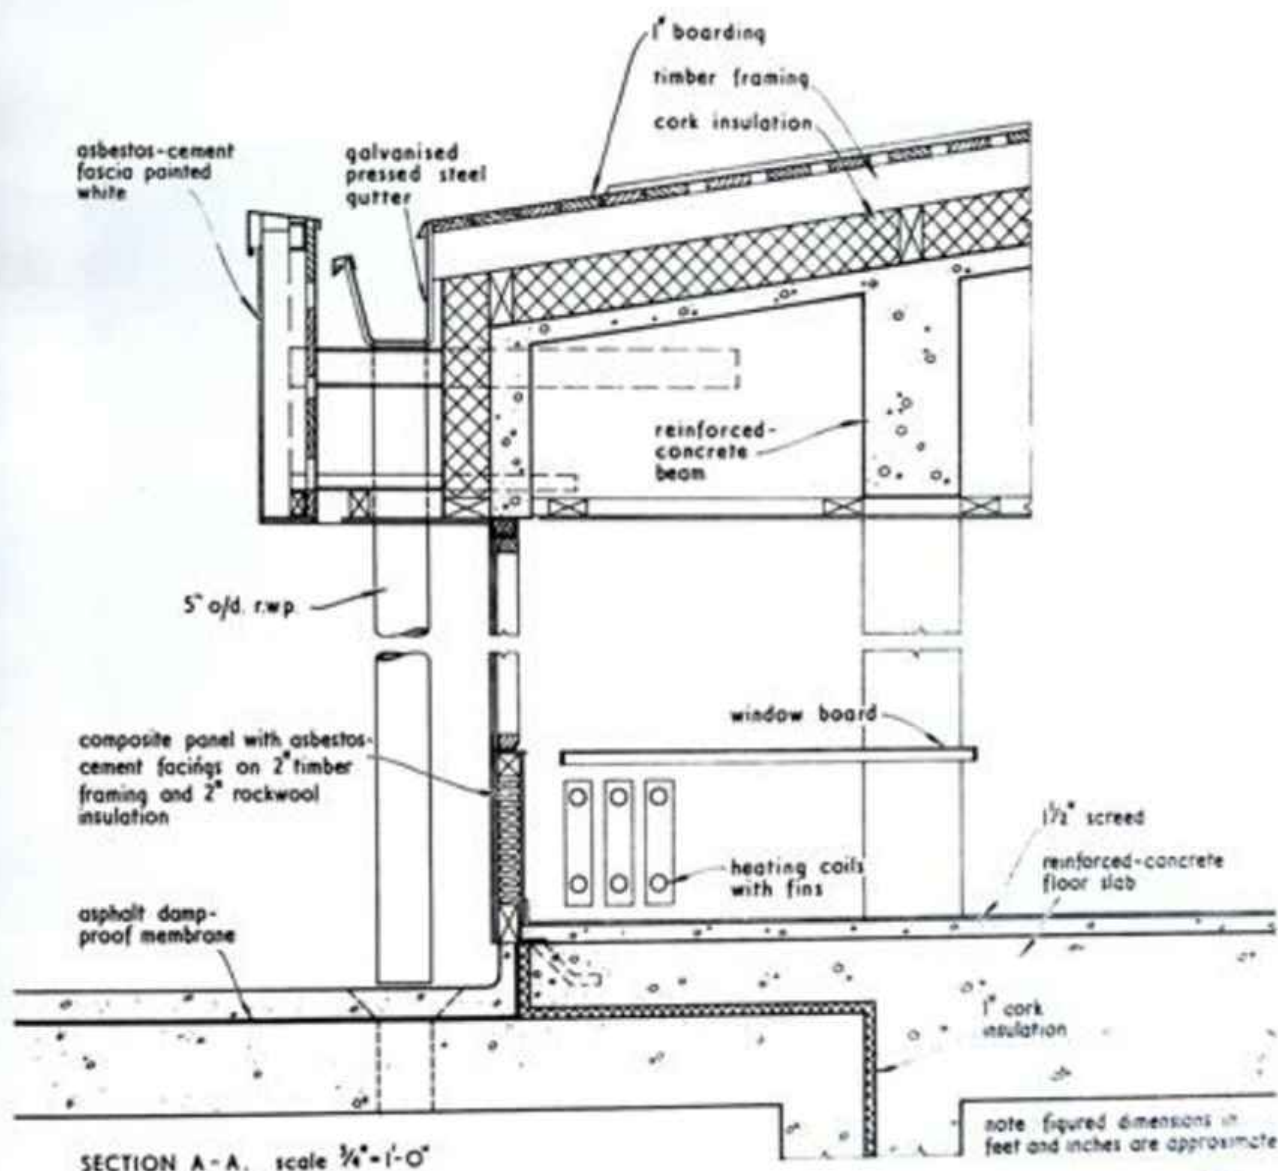 1" boarding
timber framing
cork insulation
asbestos-cement
fascia painted
white
galvanised
pressed steel
gutter
reinforced-
concrete
beam
5" o/d. r.w.p.
window board
composite panel with asbestos-
cement facings on 2" timber
framing and 2" rockwool
insulation
1½" screed
reinforced-concrete
floor slab
heating coils
with fins
asphalt damp-
proof membrane
1" cork
insulation
note figured dimensions in
feet and inches are approximate
SECTION A-A. scale ¾"=1'-0"